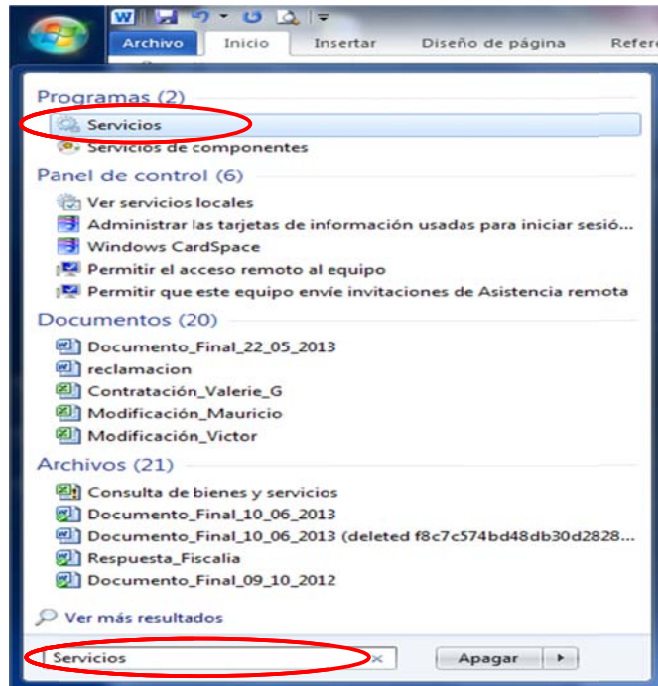 Archivo Inicio Insertar Diseño de página Refere
Programas (2)
Servicios
Servicios de componentes
Panel de control (6)
Ver servicios locales
Administrar las tarjetas de información usadas para iniciar sesió...
Windows CardSpace
Permitir el acceso remoto al equipo
Permitir que este equipo envíe invitaciones de Asistencia remota
Documentos (20)
Documento_Final_22_05_2013
reclamacion
Contratación_Valerie_G
Modificación_Mauricio
Modificación_Victor
Archivos (21)
Consulta de bienes y servicios
Documento_Final_10_06_2013
Documento_Final_10_06_2013 (deleted f8c7c574bd48db30d2828...
Respuesta_Fiscalia
Documento_Final_09_10_2012
Ver más resultados
Servicios Apagar